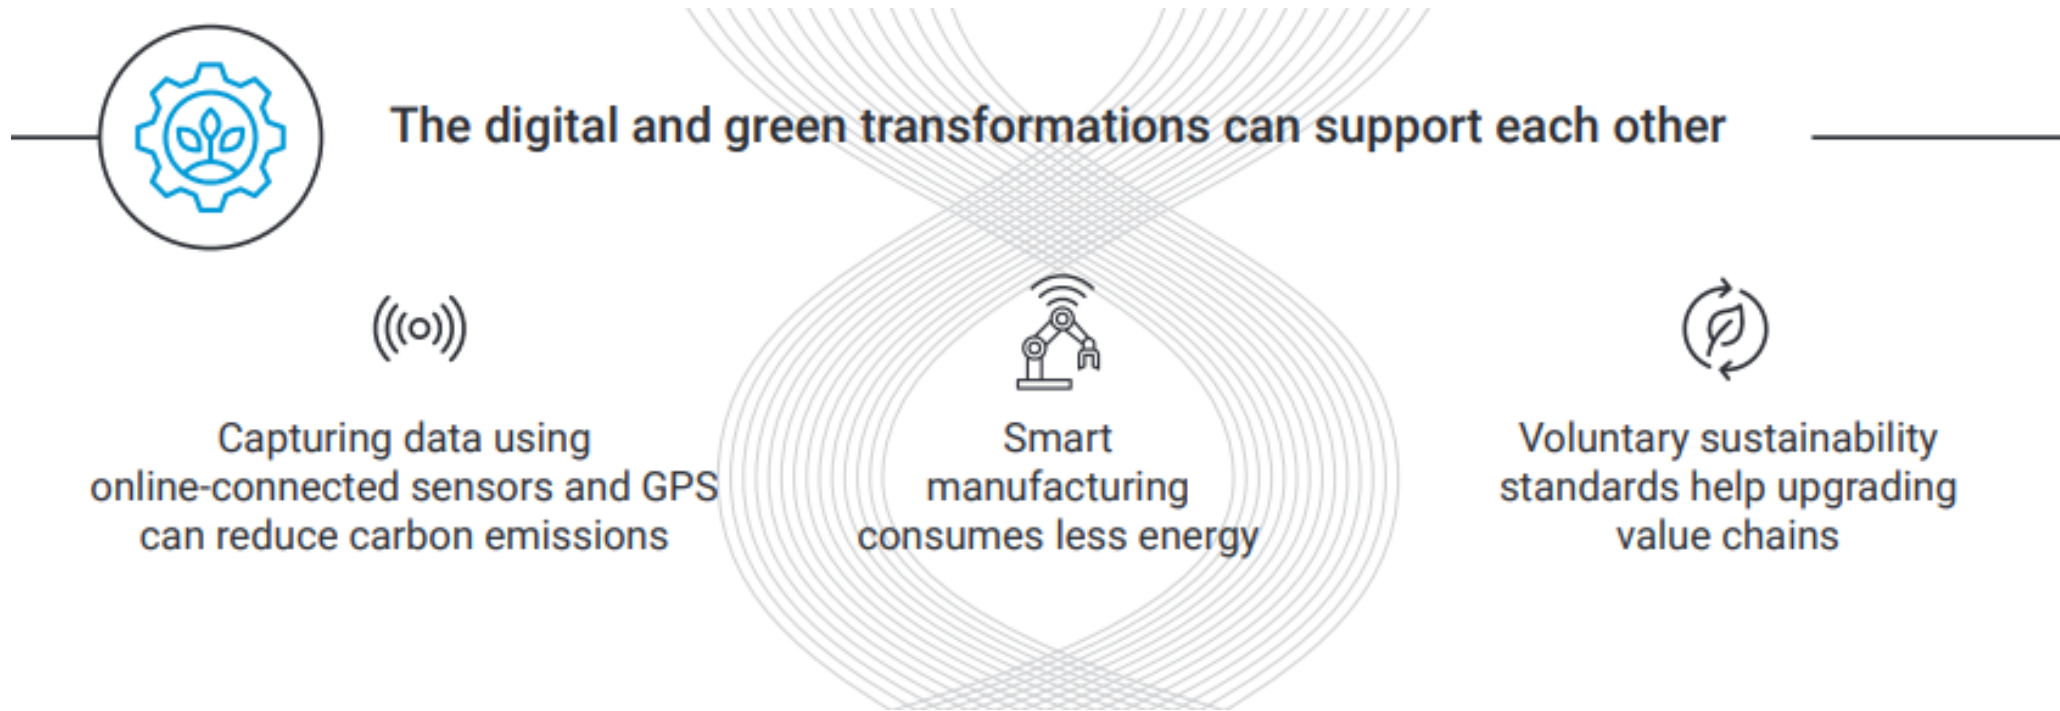 The digital and green transformations can support each other
Capturing data using
online-connected sensors and GPS
can reduce carbon emissions
Smart
manufacturing
consumes less energy
Voluntary sustainability
standards help upgrading
value chains